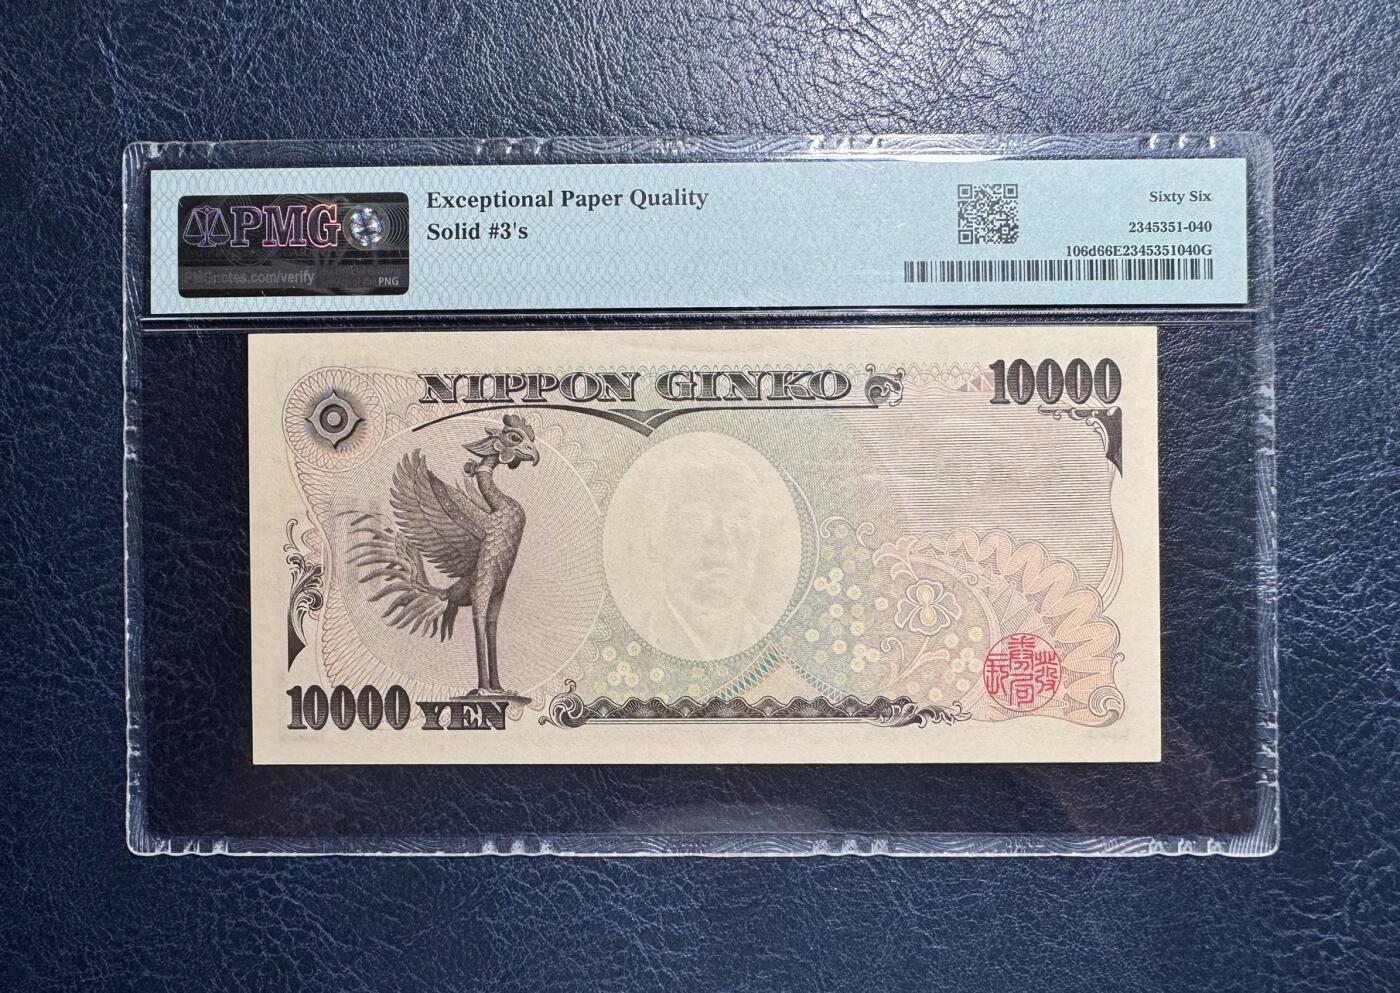 PMG
PMGnotes.com/verify
PNG
Exceptional Paper Quality
Solid #3's
Sixty Six
2345351-040
106d66E2345351040G
NIPPON GINKO
10000
10000 YEN